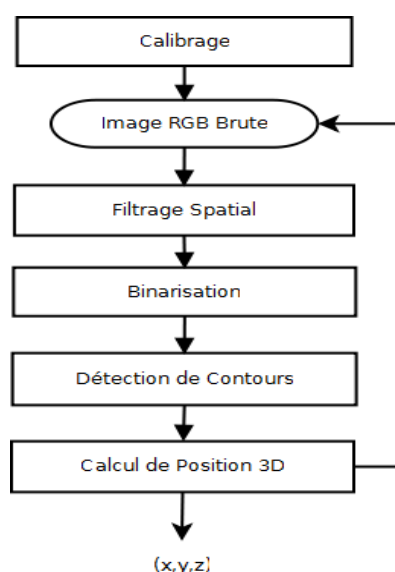 Calibrage
Image RGB Brute
Filtrage Spatial
Binarisation
Détection de Contours
Calcul de Position 3D
(x,y,z)